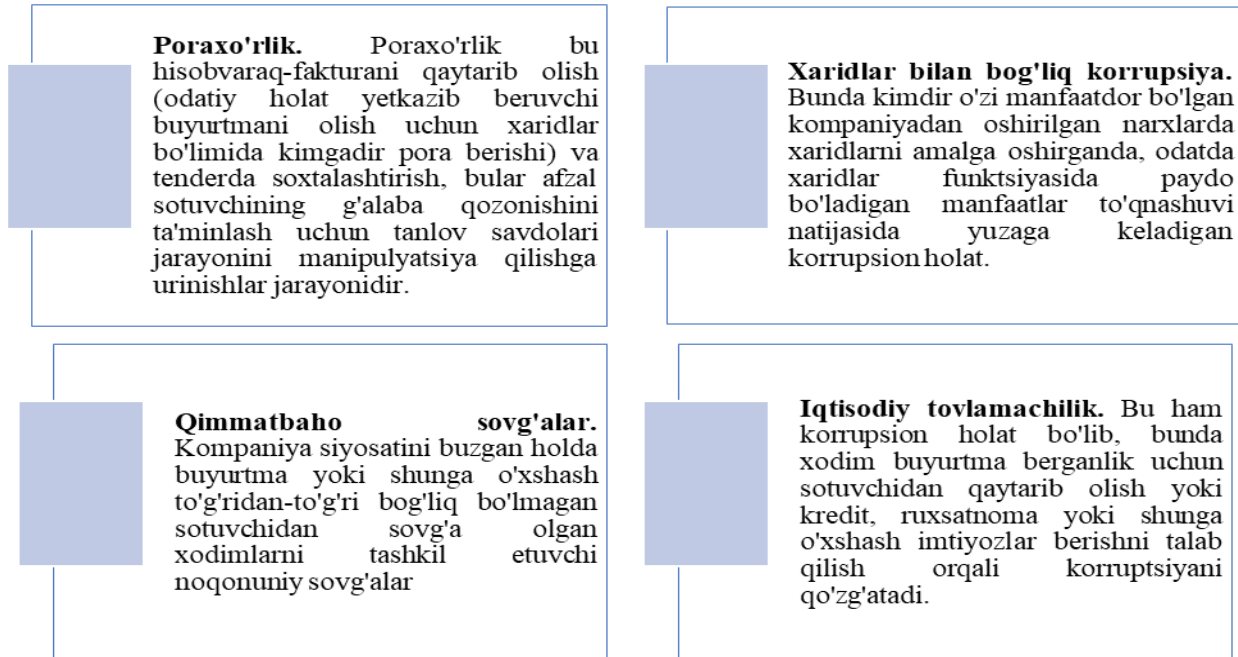 Poraxo'rlik. Poraxo'rlik bu
hisobvaraq-fakturani qaytarib olish
(odatiy holat yetkazib beruvchi
buyurtmani olish uchun xaridlar
bo'limida kimgadir pora berishi) va
tenderda soxtalashtirish, bular afzal
sotuvchining g'alaba qozonishini
ta'minlash uchun tanlov savdolari
jarayonini manipulyatsiya qilishga
urinishlar jarayonidir.
Xaridlar bilan bog'liq korrupsiya.
Bunda kimdir o'zi manfaatdor bo'lgan
kompaniyadan oshirilgan narxlarda
xaridlarni amalga oshirganda, odatda
xaridlar funktsiyasida paydo
bo'ladigan manfaatlar to'qnashuvi
natijasida yuzaga keladigan
korrupsion holat.
Qimmatbaho sovg'alar.
Kompaniya siyosatini buzgan holda
buyurtma yoki shunga o'xshash
to'g'ridan-to'g'ri bog'liq bo'lmagan
sotuvchidan sovg'a olgan
xodimlarni tashkil etuvchi
noqonuniy sovg'alar
Iqtisodiy tovlamachilik. Bu ham
korrupsion holat bo'lib, bunda
xodim buyurtma berganlik uchun
sotuvchidan qaytarib olish yoki
kredit, ruxsatnoma yoki shunga
o'xshash imtiyozlar berishni talab
qilish orqali korruptsiyani
qo'zg'atadi.